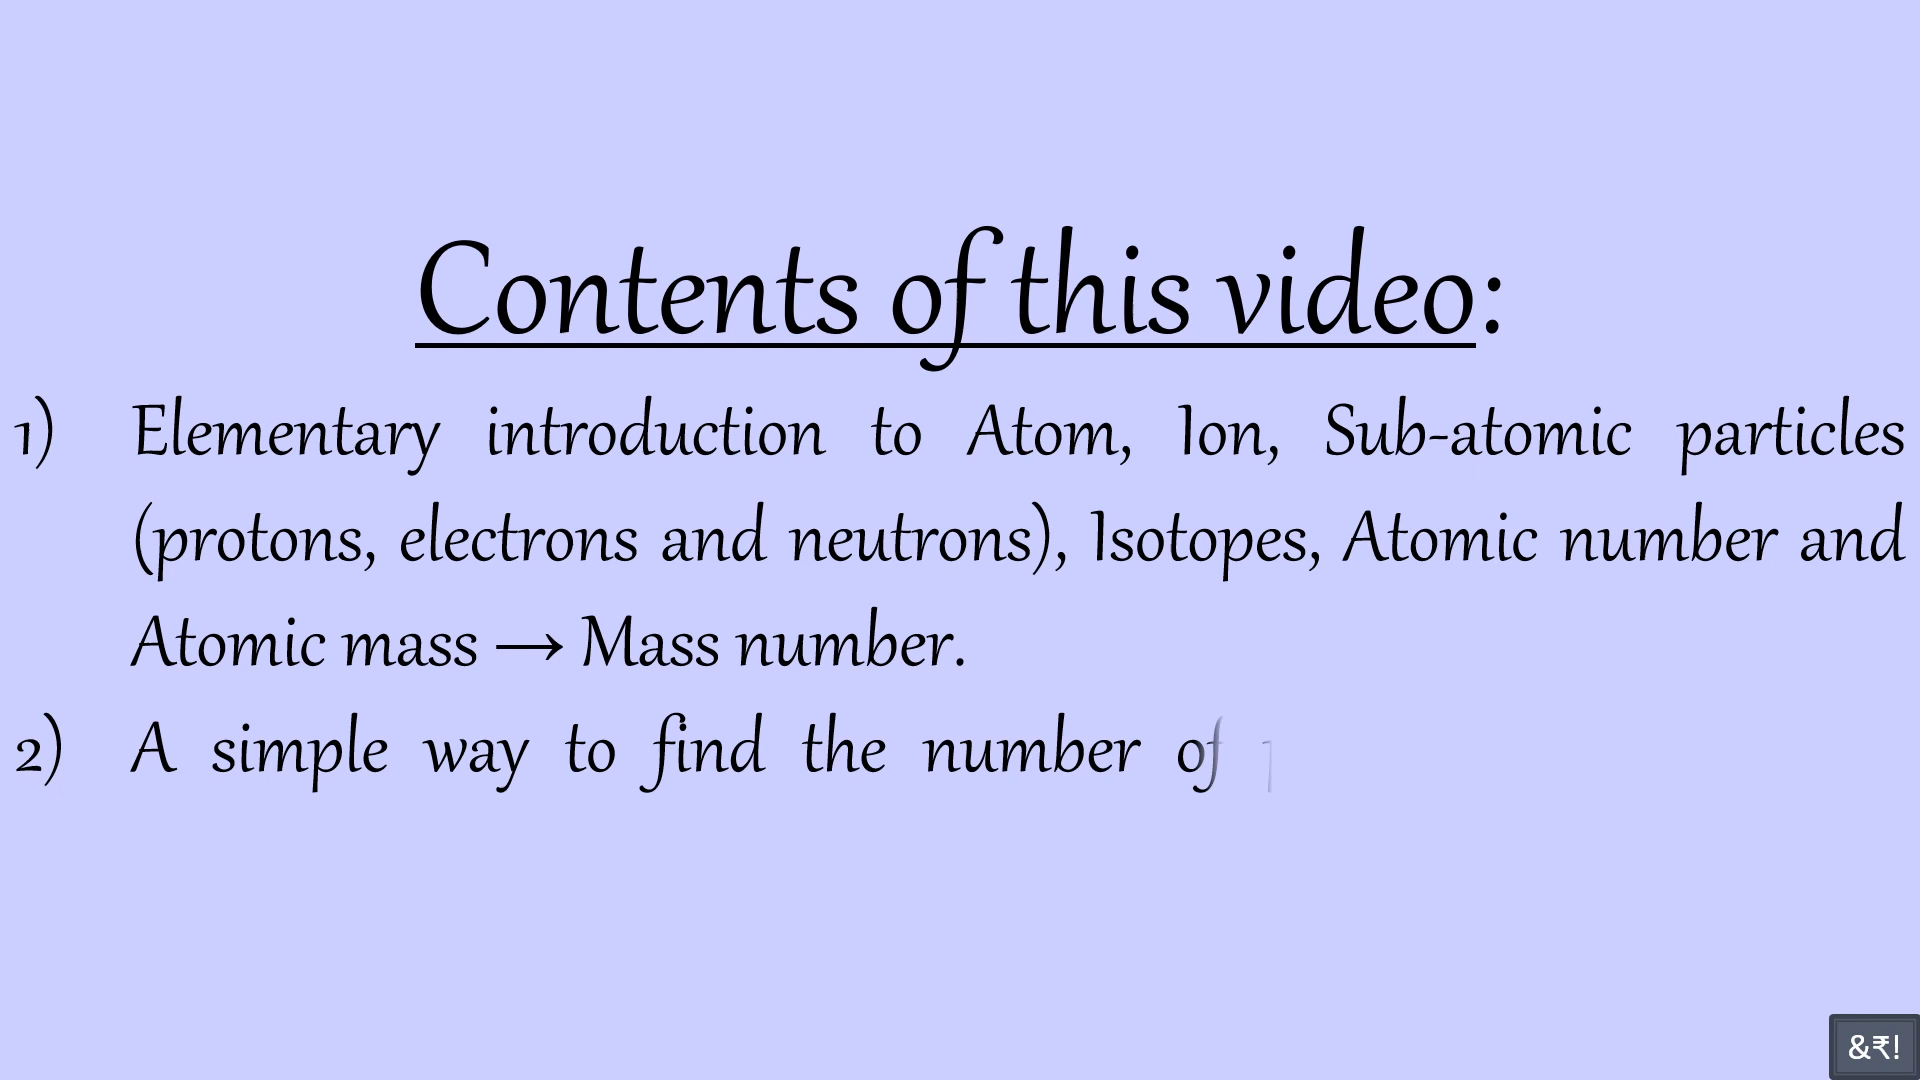 Contents of this video:
1) Elementary introduction to Atom, Ion, Sub-atomic particles
(protons, electrons and neutrons), Isotopes, Atomic number and
Atomic mass → Mass number.
2) A simple way to find the number of
&₹!